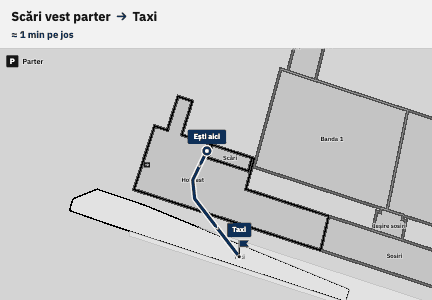 Scări vest parter → Taxi
≈ 1 min pe jos
P Parter
Ești aici
Scări
Banda 1
Taxi
Ieșire sosiri
Sosiri